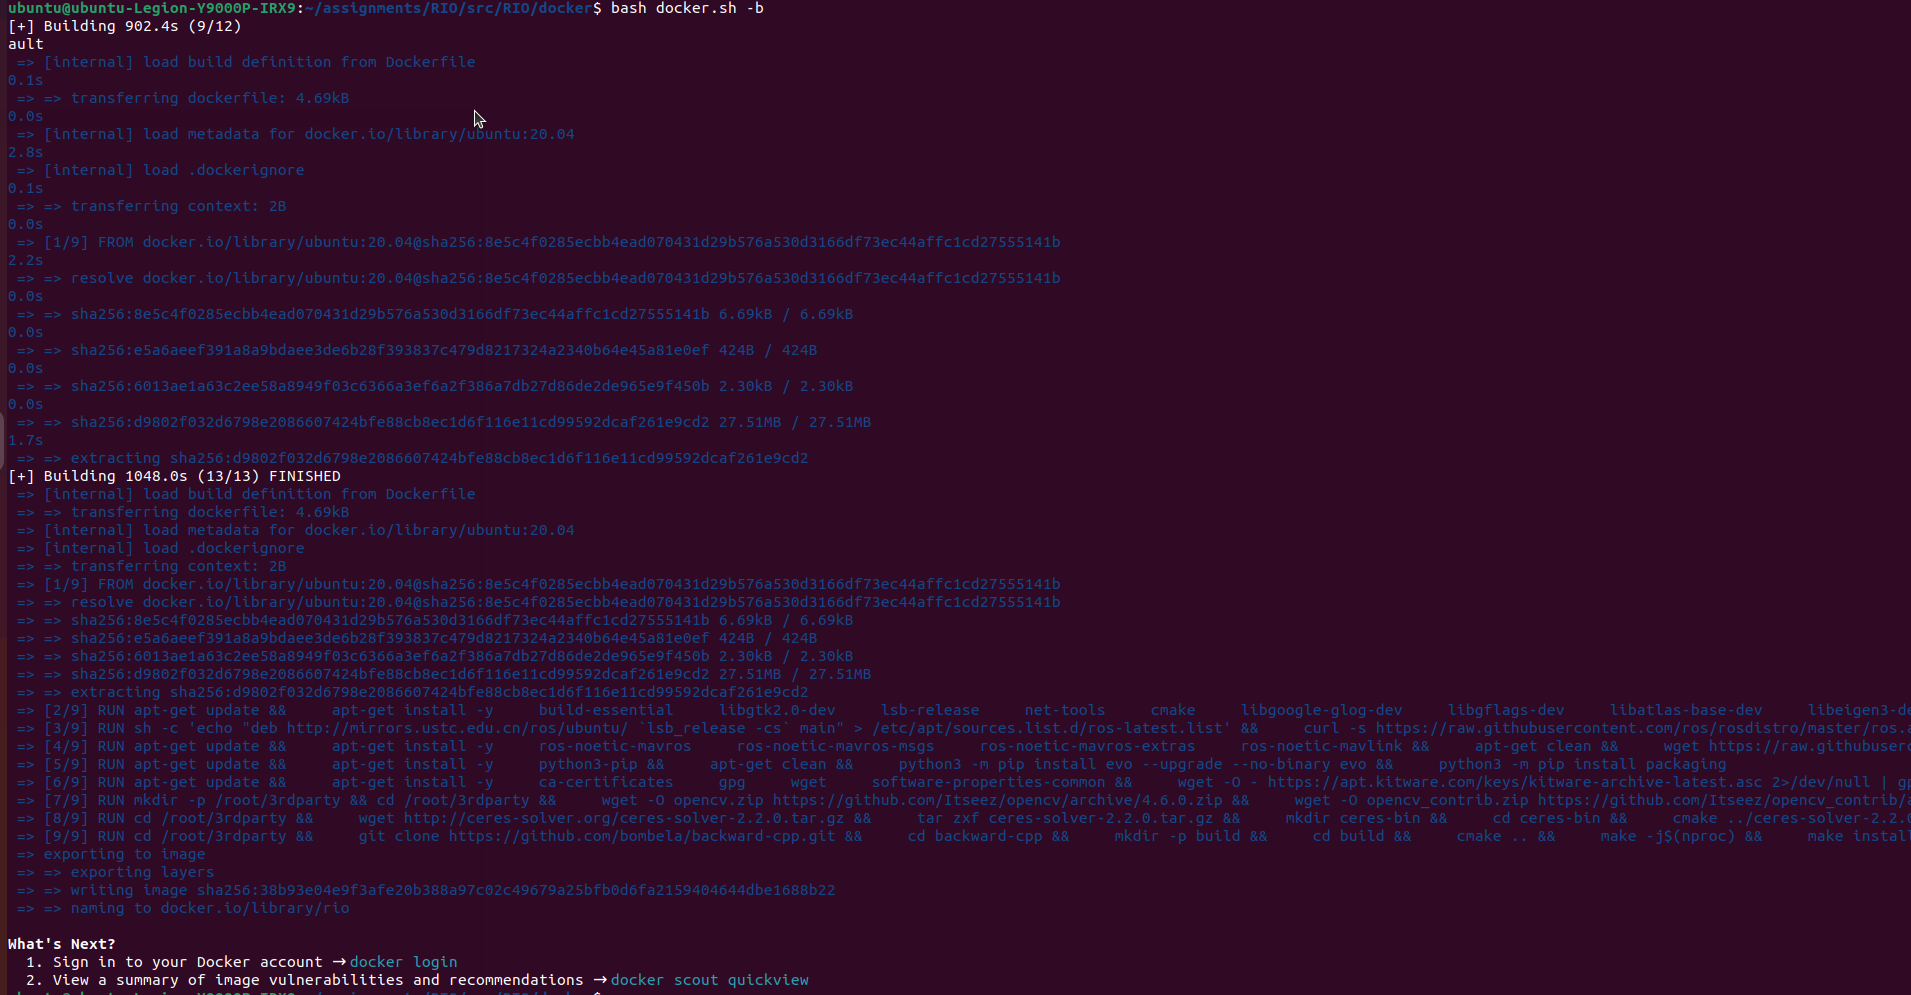 ubuntu@ubuntu-Legion-Y9000P-IRX9:~/assignments/RIO/src/RIO/docker$ bash docker.sh -b
[+] Building 902.4s (9/12)
ault
=> [internal] load build definition from Dockerfile
0.1s
=> => transferring dockerfile: 4.69kB
0.0s
=> [internal] load metadata for docker.io/library/ubuntu:20.04
2.8s
=> [internal] load .dockerignore
0.1s
=> => transferring context: 2B
0.0s
=> [1/9] FROM docker.io/library/ubuntu:20.04@sha256:8e5c4f0285ecbb4ead070431d29b576a530d3166df73ec44affc1cd27555141b
2.2s
=> => resolve docker.io/library/ubuntu:20.04@sha256:8e5c4f0285ecbb4ead070431d29b576a530d3166df73ec44affc1cd27555141b
0.0s
=> => sha256:8e5c4f0285ecbb4ead070431d29b576a530d3166df73ec44affc1cd27555141b 6.69kB / 6.69kB
0.0s
=> => sha256:e5a6aeef391a8a9bdaee3de6b28f393837c479d8217324a2340b64e45a81e0ef 424B / 424B
0.0s
=> => sha256:6013ae1a63c2ee58a8949f03c6366a3ef6a2f386a7db27d86de2de965e9f450b 2.30kB / 2.30kB
0.0s
=> => sha256:d9802f032d6798e2086607424bfe88cb8ec1d6f116e11cd99592dcaf261e9cd2 27.51MB / 27.51MB
1.7s
=> => extracting sha256:d9802f032d6798e2086607424bfe88cb8ec1d6f116e11cd99592dcaf261e9cd2
[+] Building 1048.0s (13/13) FINISHED
=> [internal] load build definition from Dockerfile
=> => transferring dockerfile: 4.69kB
=> [internal] load metadata for docker.io/library/ubuntu:20.04
=> [internal] load .dockerignore
=> => transferring context: 2B
=> [1/9] FROM docker.io/library/ubuntu:20.04@sha256:8e5c4f0285ecbb4ead070431d29b576a530d3166df73ec44affc1cd27555141b
=> => resolve docker.io/library/ubuntu:20.04@sha256:8e5c4f0285ecbb4ead070431d29b576a530d3166df73ec44affc1cd27555141b
=> => sha256:8e5c4f0285ecbb4ead070431d29b576a530d3166df73ec44affc1cd27555141b 6.69kB / 6.69kB
=> => sha256:e5a6aeef391a8a9bdaee3de6b28f393837c479d8217324a2340b64e45a81e0ef 424B / 424B
=> => sha256:6013ae1a63c2ee58a8949f03c6366a3ef6a2f386a7db27d86de2de965e9f450b 2.30kB / 2.30kB
=> => sha256:d9802f032d6798e2086607424bfe88cb8ec1d6f116e11cd99592dcaf261e9cd2 27.51MB / 27.51MB
=> => extracting sha256:d9802f032d6798e2086607424bfe88cb8ec1d6f116e11cd99592dcaf261e9cd2
=> [2/9] RUN apt-get update && apt-get install -y build-essential libgtk2.0-dev lsb-release net-tools cmake libgoogle-glog-dev libgflags-dev libatlas-base-dev libeigen3-de
=> [3/9] RUN sh -c 'echo "deb http://mirrors.ustc.edu.cn/ros/ubuntu/ `lsb_release -cs` main" > /etc/apt/sources.list.d/ros-latest.list' && curl -s https://raw.githubusercontent.com/ros/rosdistro/master/ros.a
=> [4/9] RUN apt-get update && apt-get install -y ros-noetic-mavros ros-noetic-mavros-msgs ros-noetic-mavros-extras ros-noetic-mavlink && apt-get clean && wget https://raw.githuberc
=> [5/9] RUN apt-get update && apt-get install -y python3-pip && apt-get clean && python3 -m pip install evo --upgrade --no-binary evo && python3 -m pip install packaging
=> [6/9] RUN apt-get update && apt-get install -y ca-certificates gpg wget software-properties-common && wget -O - https://apt.kitware.com/keys/kitware-archive-latest.asc 2>/dev/null | gp
=> [7/9] RUN mkdir -p /root/3rdparty && cd /root/3rdparty && wget -O opencv.zip https://github.com/Itseez/opencv/archive/4.6.0.zip && wget -O opencv_contrib.zip https://github.com/Itseez/opencv_contrib/a
=> [8/9] RUN cd /root/3rdparty && wget http://ceres-solver.org/ceres-solver-2.2.0.tar.gz && tar zxf ceres-solver-2.2.0.tar.gz && mkdir ceres-bin && cd ceres-bin && cmake ../ceres-solver-2.2.0
=> [9/9] RUN cd /root/3rdparty && git clone https://github.com/bombela/backward-cpp.git && cd backward-cpp && mkdir -p build && cd build && cmake .. && make -j$(nproc) && make install
=> exporting to image
=> => exporting layers
=> => writing image sha256:38b93e04e9f3afe20b388a97c02c49679a25bfb0d6fa2159404644dbe1688b22
=> => naming to docker.io/library/rio
What's Next?
1. Sign in to your Docker account → docker login
2. View a summary of image vulnerabilities and recommendations → docker scout quickview